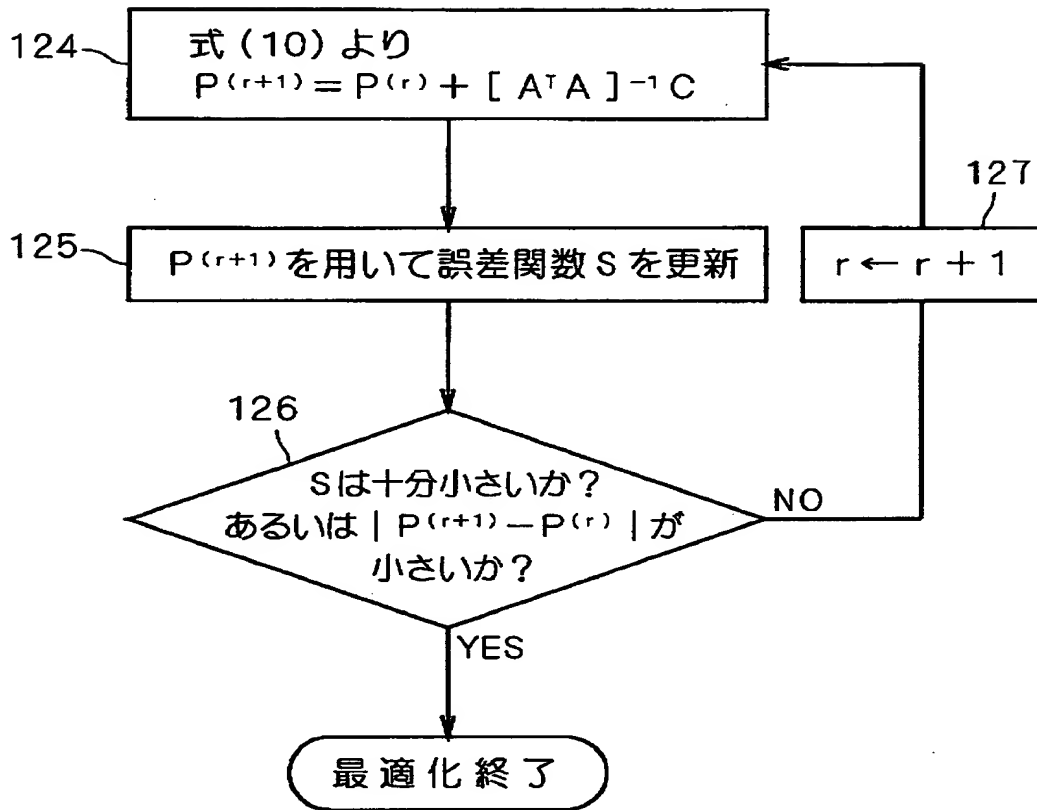 124
式(10)より
P⁽ʳ⁺¹⁾=P⁽ʳ⁾+[AᵀA]⁻¹C
127
125
P⁽ʳ⁺¹⁾を用いて誤差関数Sを更新
r←r+1
126
Sは十分小さいか?
あるいは|P⁽ʳ⁺¹⁾−P⁽ʳ⁾|が
小さいか?
NO
YES
最適化終了